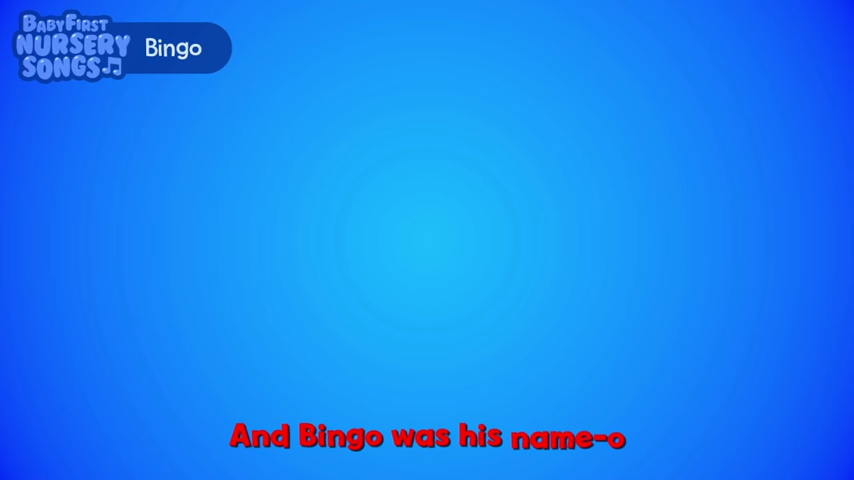 BABYFIRST
NURSERY
SONGS
Bingo
And Bingo was his name-o